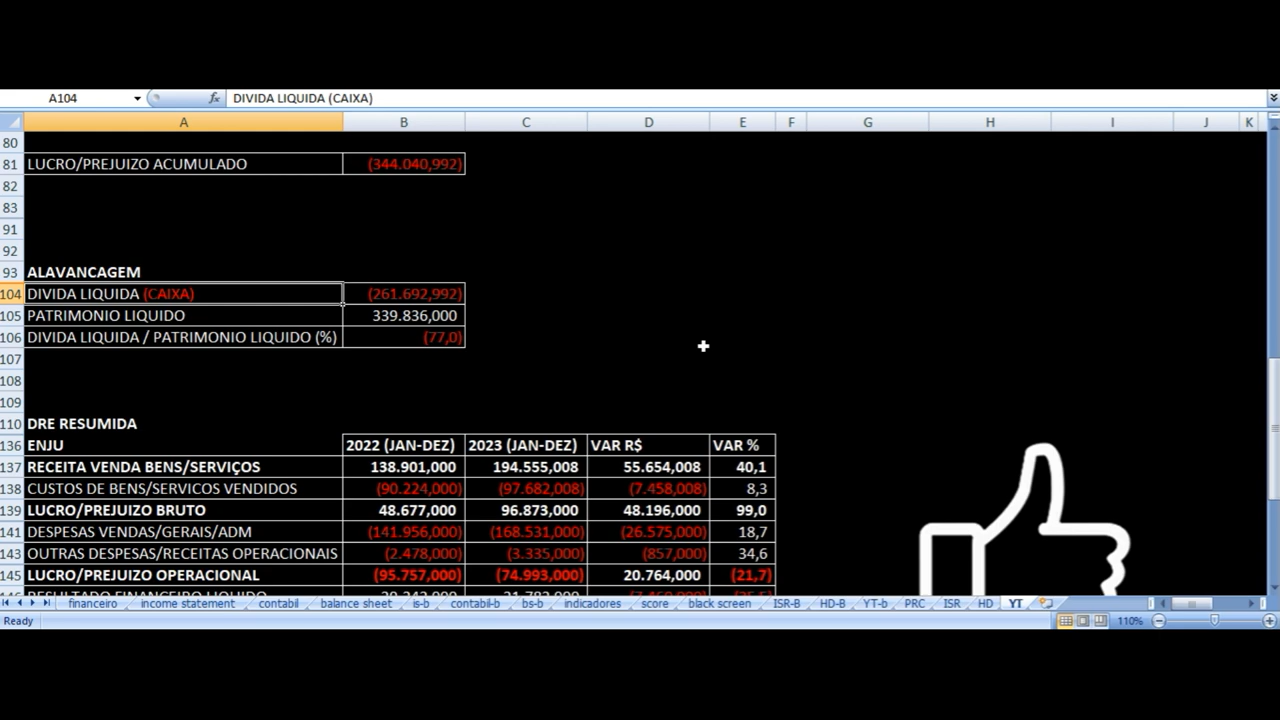 A104 fx DIVIDA LIQUIDA (CAIXA)
A B C D E F G H I J K
80
81 LUCRO/PREJUIZO ACUMULADO (344.040,992)
82
83
91
92
93 ALAVANCAGEM
104 DIVIDA LIQUIDA (CAIXA) (261.692,992)
105 PATRIMONIO LIQUIDO 339.836,000
106 DIVIDA LIQUIDA / PATRIMONIO LIQUIDO (%) (77,0)
107
108
109
110 DRE RESUMIDA
136 ENJU 2022 (JAN-DEZ) 2023 (JAN-DEZ) VAR R$ VAR %
137 RECEITA VENDA BENS/SERVIÇOS 138.901,000 194.555,008 55.654,008 40,1
138 CUSTOS DE BENS/SERVICOS VENDIDOS (90.224,000) (97.682,008) (7.458,008) 8,3
139 LUCRO/PREJUIZO BRUTO 48.677,000 96.873,000 48.196,000 99,0
141 DESPESAS VENDAS/GERAIS/ADM (141.956,000) (168.531,000) (26.575,000) 18,7
143 OUTRAS DESPESAS/RECEITAS OPERACIONAIS (2.478,000) (3.335,000) (857,000) 34,6
145 LUCRO/PREJUIZO OPERACIONAL (95.757,000) (74.993,000) 20.764,000 (21,7)
RESULTADO FINANCEIRO LIQUIDO
financeiro income statement contabil balance sheet is-b contabil-b bs-b indicadores score black screen ISR-B HD-B YT-b PRC ISR HD YT
Ready 110%